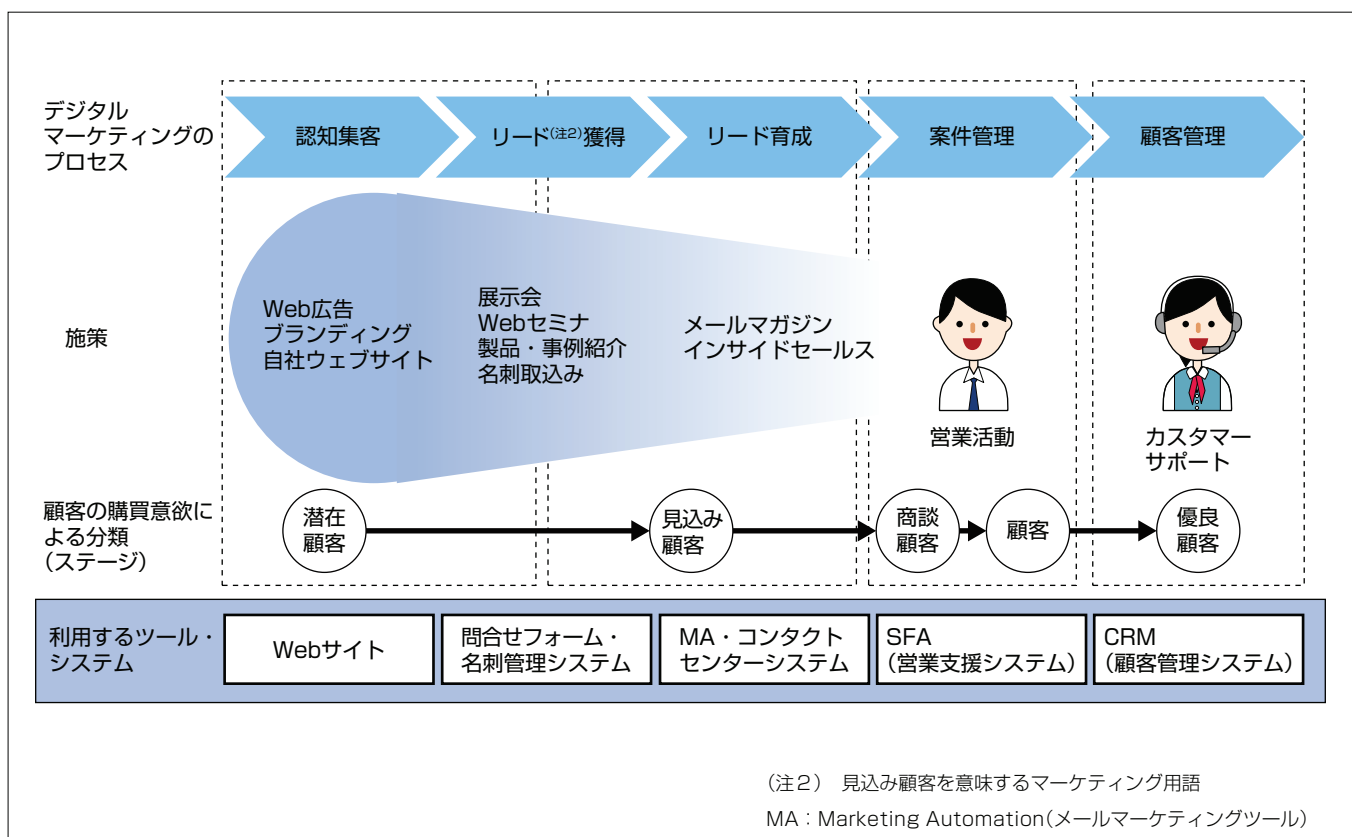 デジタル
マーケティングの
プロセス
認知集客
リード(注2)獲得
リード育成
案件管理
顧客管理
施策
Web広告
ブランディング
自社ウェブサイト
展示会
Webセミナ
製品・事例紹介
名刺取込み
メールマガジン
インサイドセールス
営業活動
カスタマー
サポート
顧客の購買意欲に
よる分類
(ステージ)
潜在
顧客
見込み
顧客
商談
顧客
顧客
優良
顧客
利用するツール・
システム
Webサイト
問合せフォーム・
名刺管理システム
MA・コンタクト
センターシステム
SFA
(営業支援システム)
CRM
(顧客管理システム)
(注2) 見込み顧客を意味するマーケティング用語
MA:Marketing Automation(メールマーケティングツール)